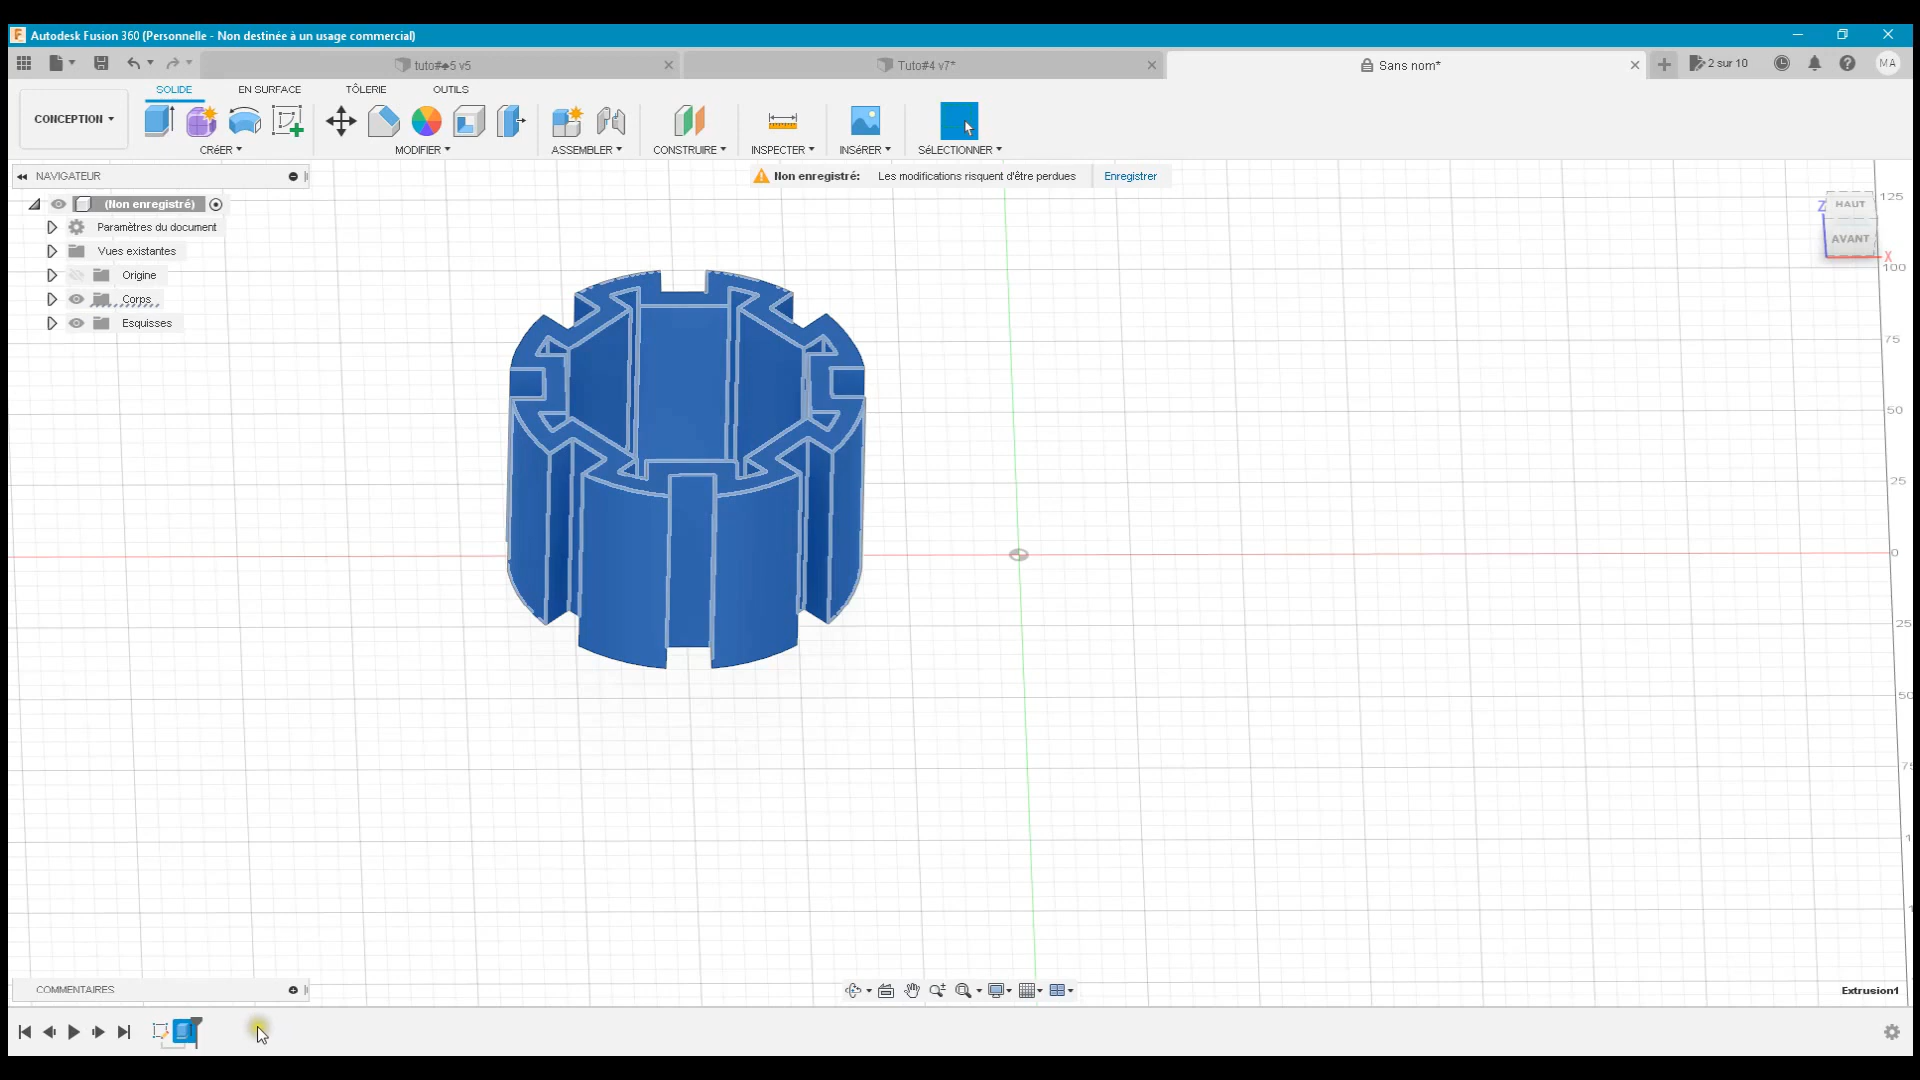 Autodesk Fusion 360 (Personnelle - Non destinée à un usage commercial)
tuto#♠5 v5
Tuto#4 v7*
Sans nom*
2 sur 10
MA
CONCEPTION
SOLIDE
EN SURFACE
TÔLERIE
OUTILS
CRéER
MODIFIER
ASSEMBLER
CONSTRUIRE
INSPECTER
INSéRER
SéLECTIONNER
NAVIGATEUR
Non enregistré: Les modifications risquent d'être perdues Enregistrer
(Non enregistré)
Paramètres du document
Vues existantes
Origine
Corps
Esquisses
Z
HAUT
AVANT
X
125
100
75
50
25
0
25
50
COMMENTAIRES
Extrusion1